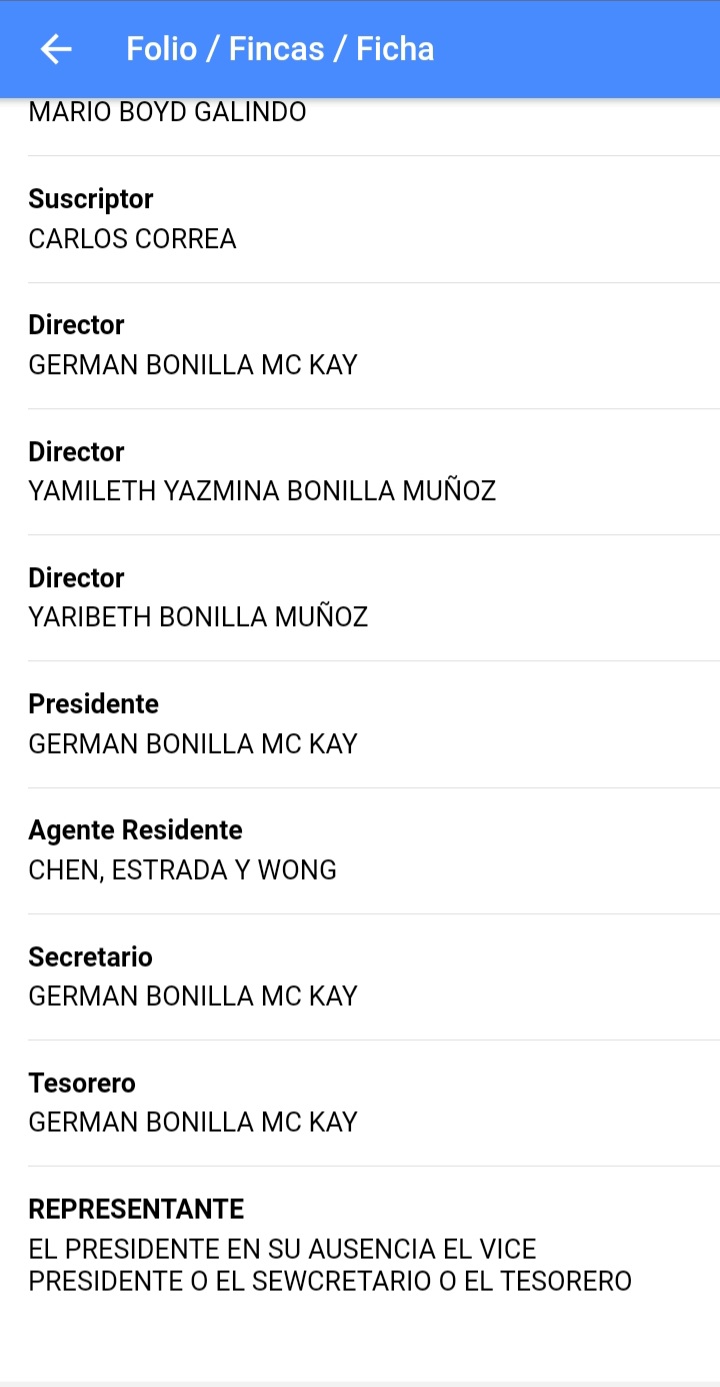 Folio / Fincas / Ficha
MARIO BOYD GALINDO
Suscriptor
CARLOS CORREA
Director
GERMAN BONILLA MC KAY
Director
YAMILETH YAZMINA BONILLA MUÑOZ
Director
YARIBETH BONILLA MUÑOZ
Presidente
GERMAN BONILLA MC KAY
Agente Residente
CHEN, ESTRADA Y WONG
Secretario
GERMAN BONILLA MC KAY
Tesorero
GERMAN BONILLA MC KAY
REPRESENTANTE
EL PRESIDENTE EN SU AUSENCIA EL VICE
PRESIDENTE O EL SEWCRETARIO O EL TESORERO